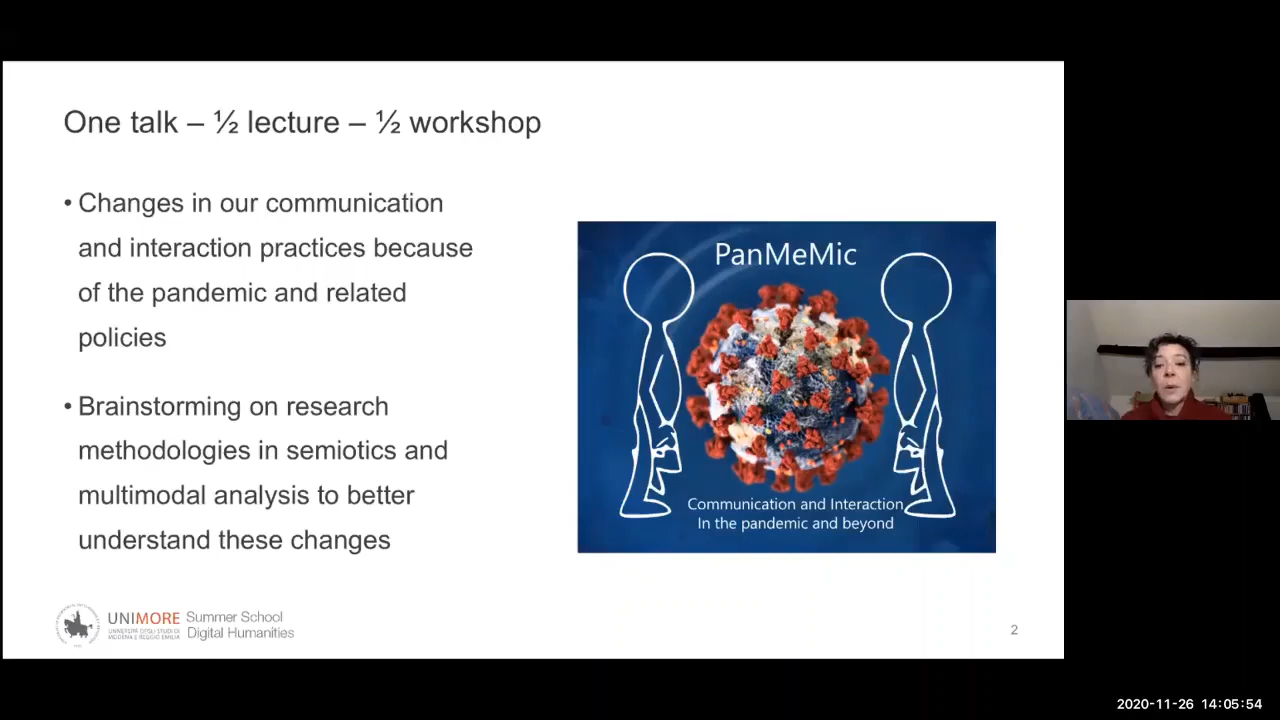 One talk – ½ lecture – ½ workshop
• Changes in our communication
and interaction practices because
of the pandemic and related
policies
• Brainstorming on research
methodologies in semiotics and
multimodal analysis to better
understand these changes
PanMeMic
Communication and Interaction
In the pandemic and beyond
UNIMORE
UNIVERSITÀ DEGLI STUDI DI
MODENA E REGGIO EMILIA
Summer School
Digital Humanities
2
2020-11-26 14:05:54